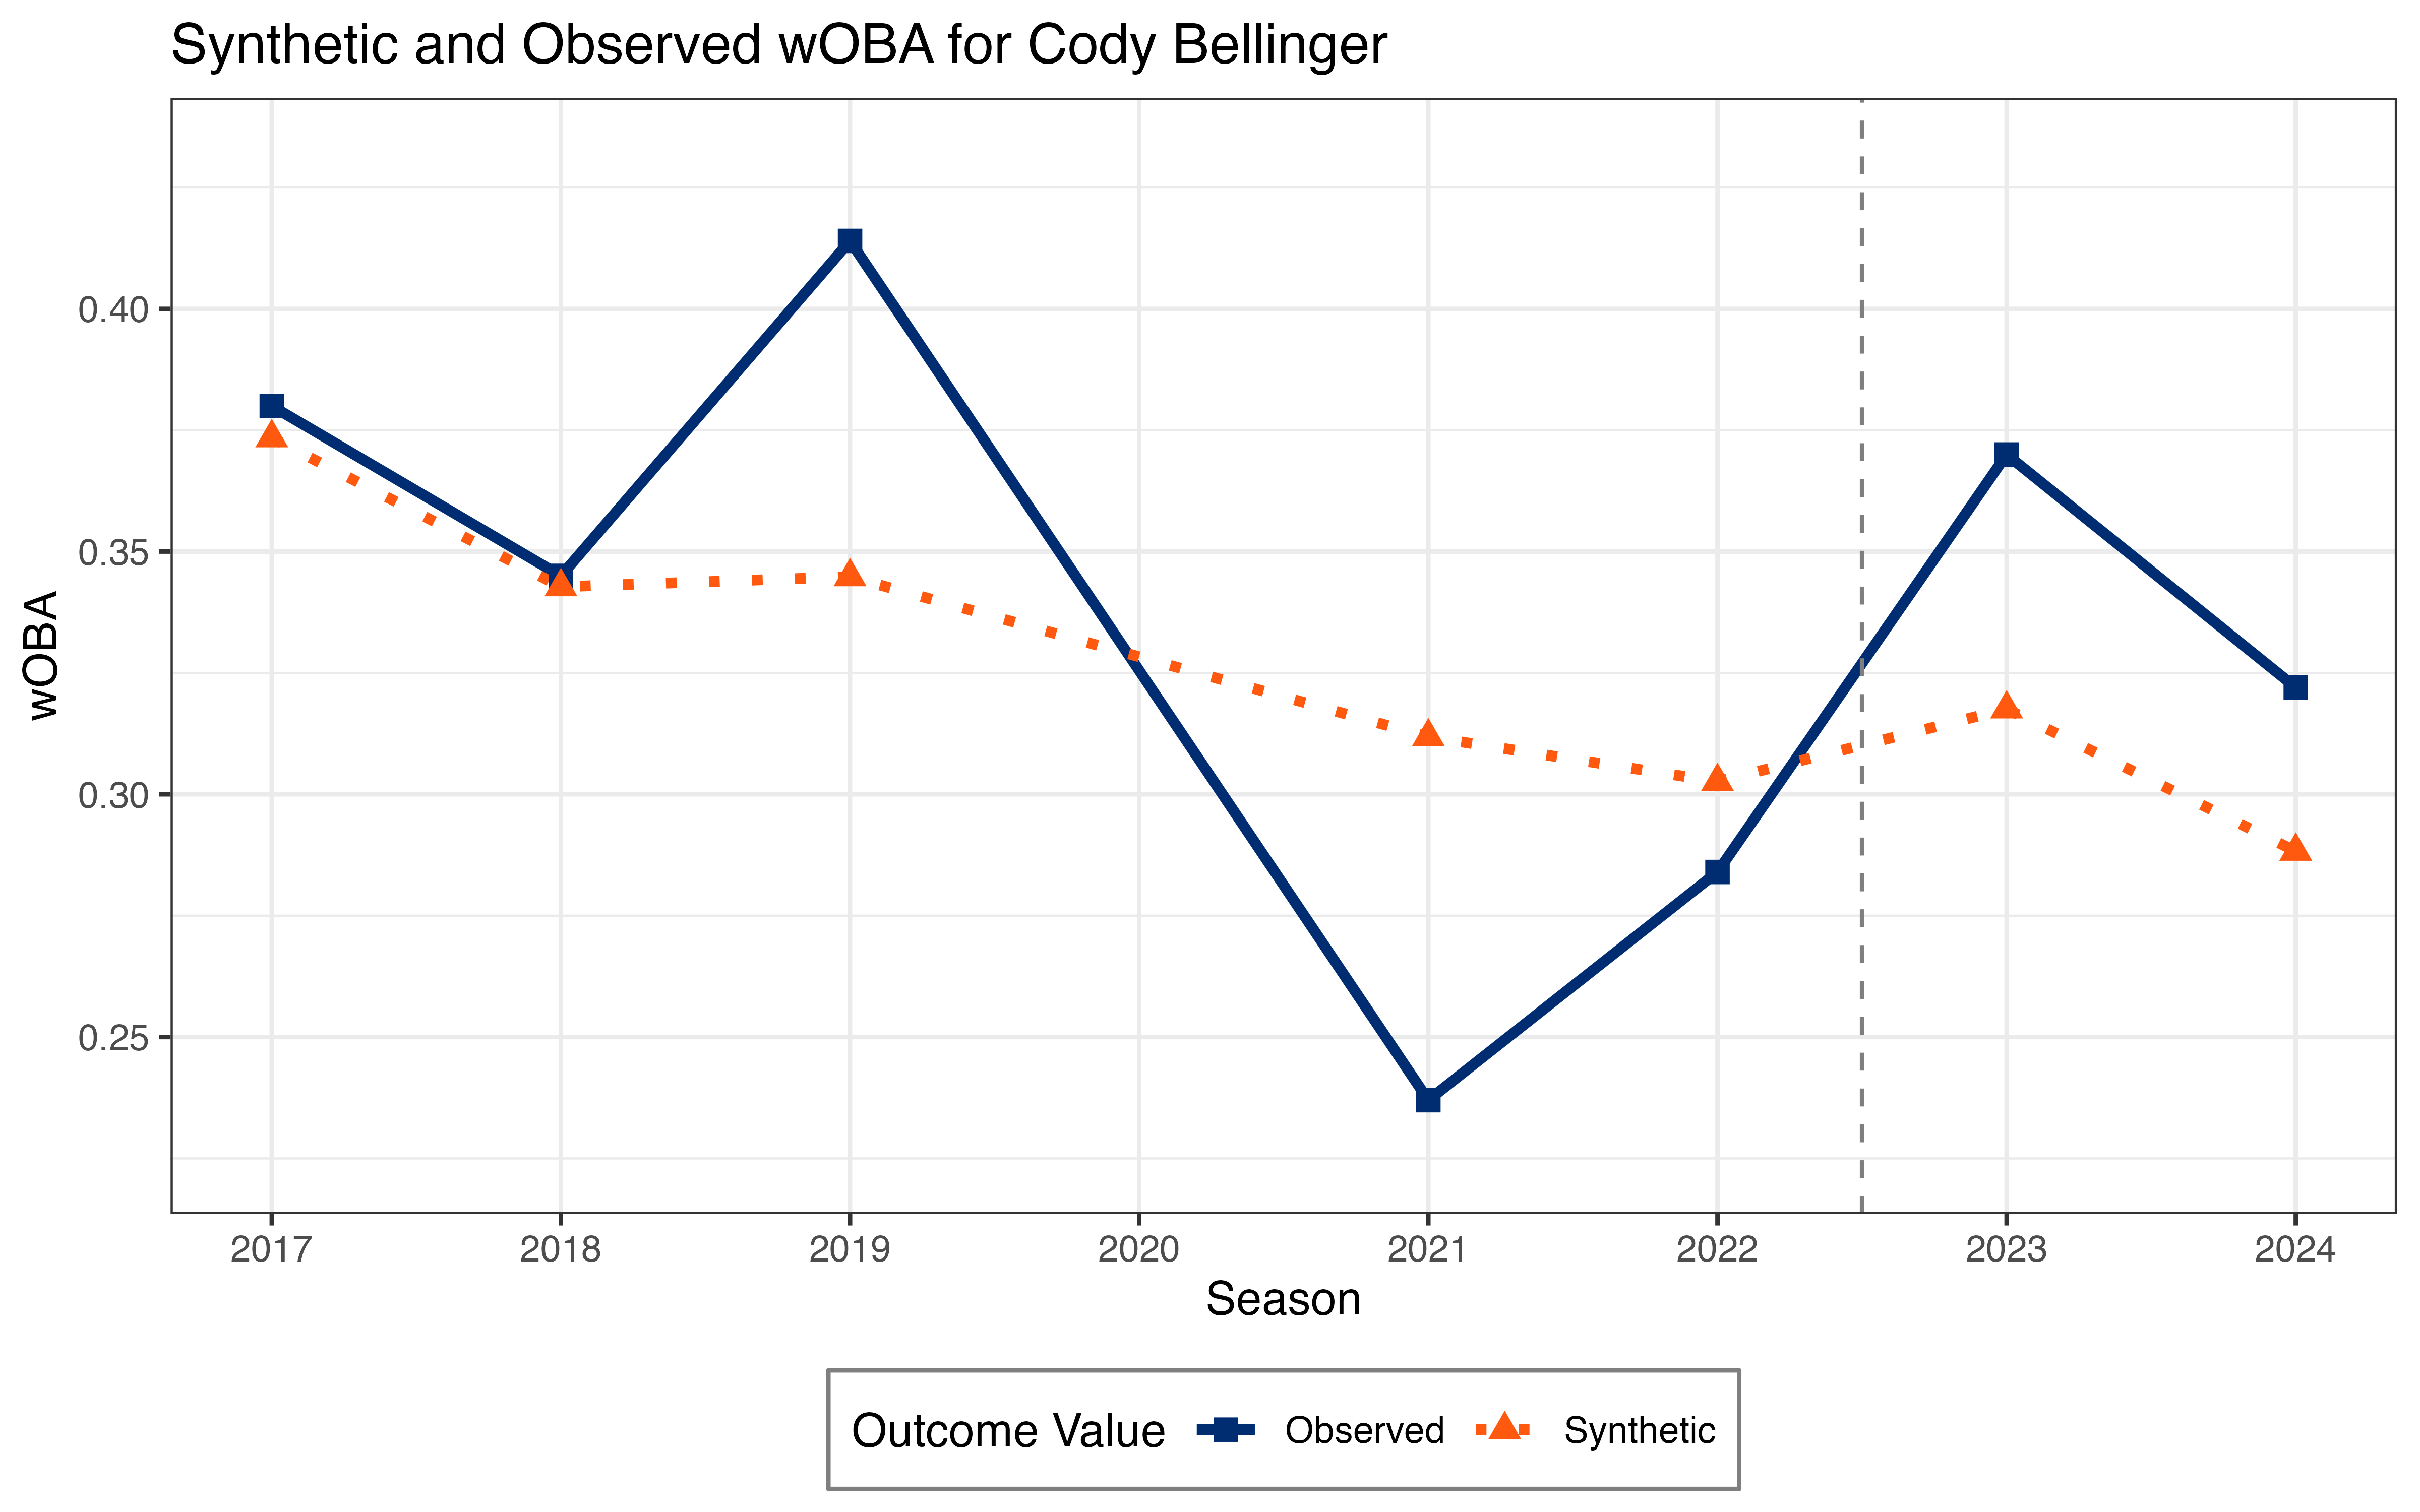 Synthetic and Observed wOBA for Cody Bellinger
wOBA
0.40
0.35
0.30
0.25
2017 2018 2019 2020 2021 2022 2023 2024
Season
Outcome Value Observed Synthetic